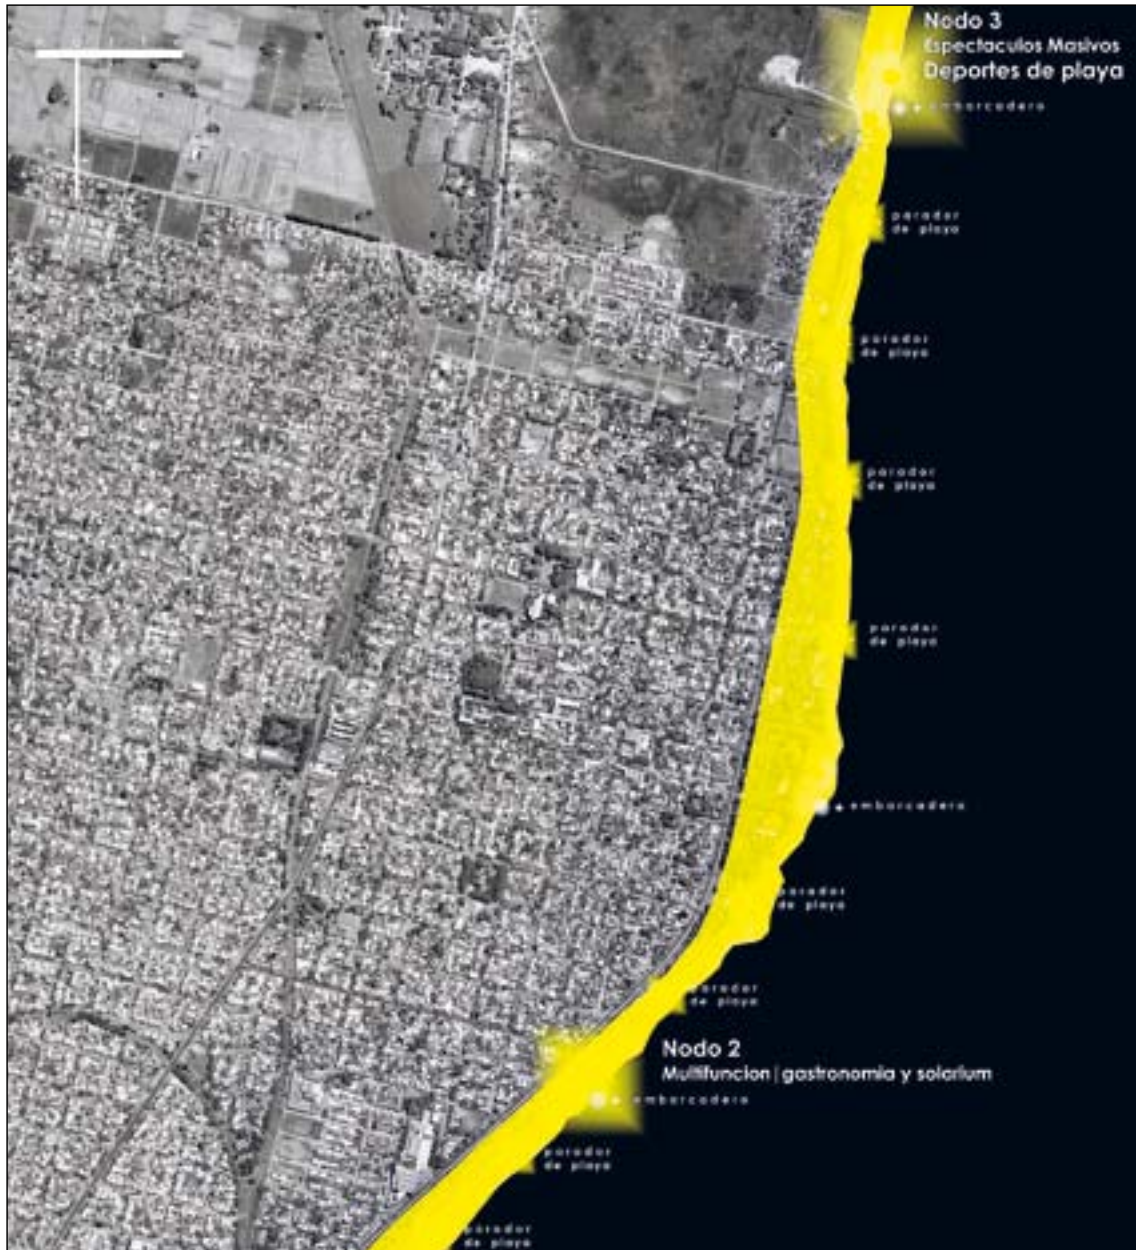 Nodo 3
Espectaculos Masivos
Deportes de playa
embarcadero
parador
de playa
parador
de playa
parador
de playa
parador
de playa
embarcadero
parador
de playa
parador
de playa
Nodo 2
Multifuncion | gastronomia y solarium
embarcadero
parador
de playa
parador
de playa